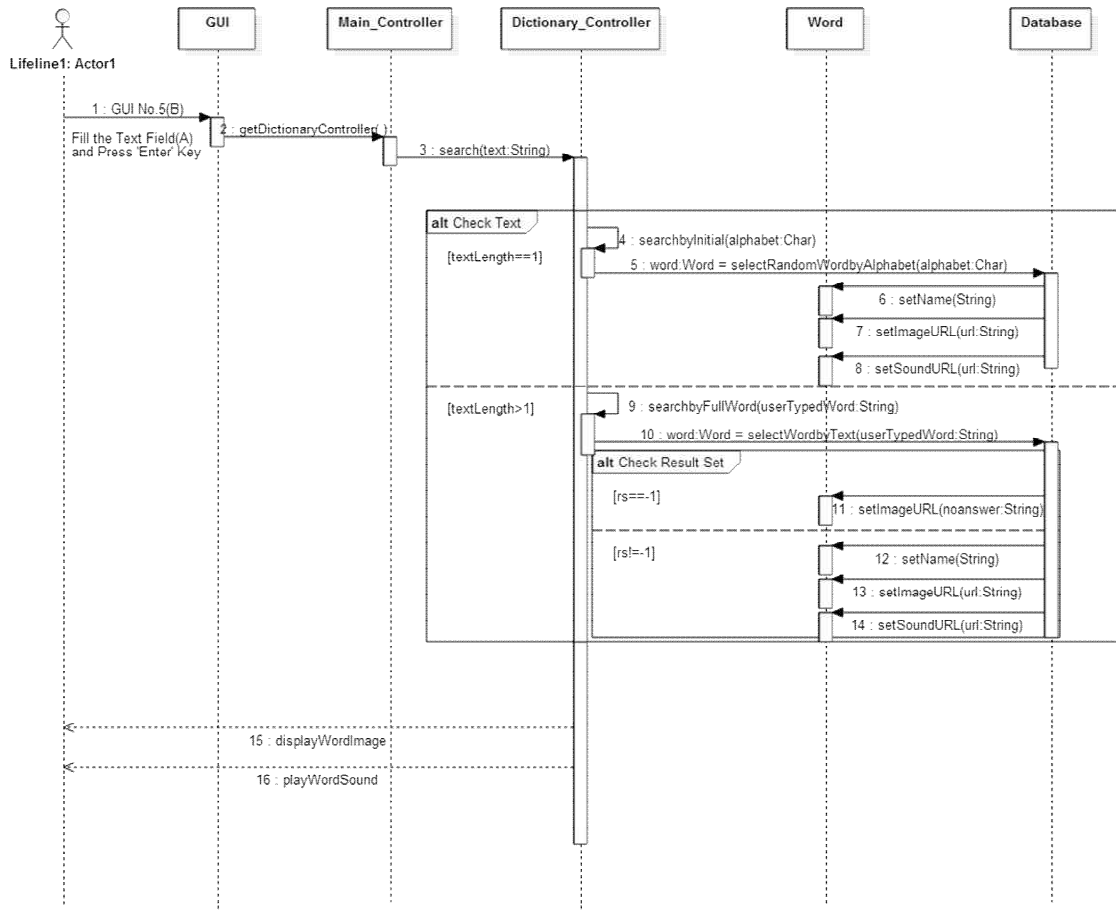 GUI
Main_Controller
Dictionary_Controller
Word
Database
Lifeline1: Actor1
1 : GUI No.5(B)
Fill the Text Field(A)
and Press 'Enter' Key
2 : getDictionaryController( )
3 : search(text:String)
alt Check Text
[textLength==1]
4 : searchbyInitial(alphabet:Char)
5 : word:Word = selectRandomWordbyAlphabet(alphabet:Char)
6 : setName(String)
7 : setImageURL(url:String)
8 : setSoundURL(url:String)
[textLength>1]
9 : searchbyFullWord(userTypedWord:String)
10 : word:Word = selectWordbyText(userTypedWord:String)
alt Check Result Set
[rs==-1]
11 : setImageURL(noanswer:String)
[rs!=-1]
12 : setName(String)
13 : setImageURL(url:String)
14 : setSoundURL(url:String)
15 : displayWordImage
16 : playWordSound